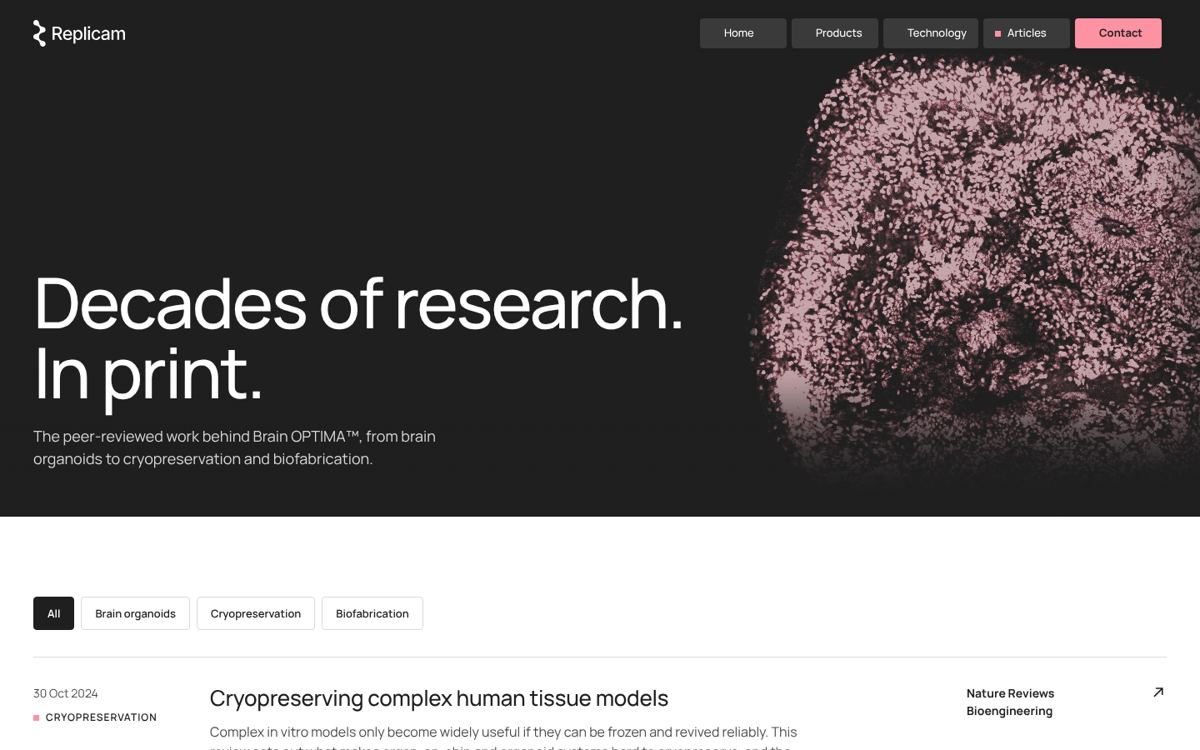 Replicam
Home
Products
Technology
Articles
Contact
Decades of research.
In print.
The peer-reviewed work behind Brain OPTIMA™, from brain
organoids to cryopreservation and biofabrication.
All
Brain organoids
Cryopreservation
Biofabrication
30 Oct 2024
CRYOPRESERVATION
Cryopreserving complex human tissue models
Complex in vitro models only become widely useful if they can be frozen and revived reliably. This
Nature Reviews
Bioengineering